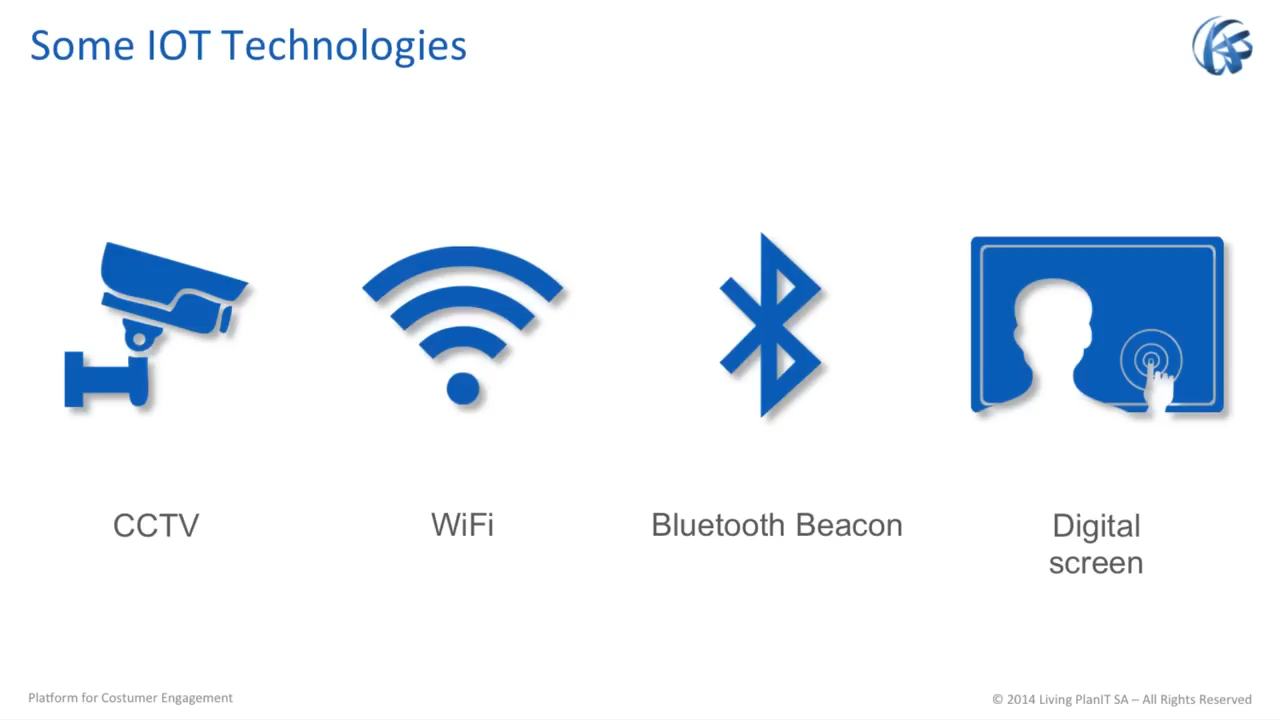 Some IOT Technologies
CCTV
WiFi
Bluetooth Beacon
Digital
screen
Platform for Costumer Engagement
© 2014 Living PlanIT SA – All Rights Reserved